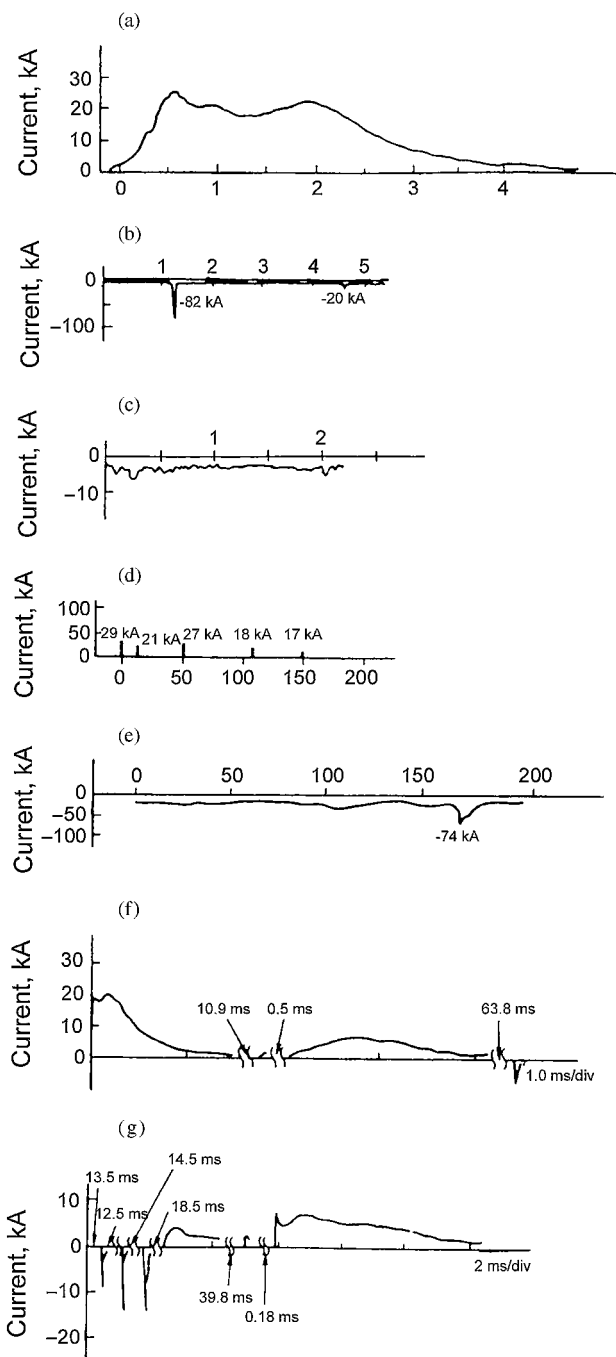 (a)
Current, kA
30
20
10
0
0 1 2 3 4
(b)
Current, kA
1 2 3 4 5
0
-82 kA
-20 kA
−100
(c)
Current, kA
1 2
0
−10
(d)
Current, kA
100
50
0
29 kA 21 kA 27 kA 18 kA 17 kA
0 50 100 150 200
(e)
Current, kA
0 50 100 150 200
0
−50
−100
-74 kA
(f)
Current, kA
30
20
10
0
10.9 ms
0.5 ms
63.8 ms
1.0 ms/div
(g)
Current, kA
14.5 ms
13.5 ms
12.5 ms
18.5 ms
10
0
−10
−20
39.8 ms
0.18 ms
2 ms/div